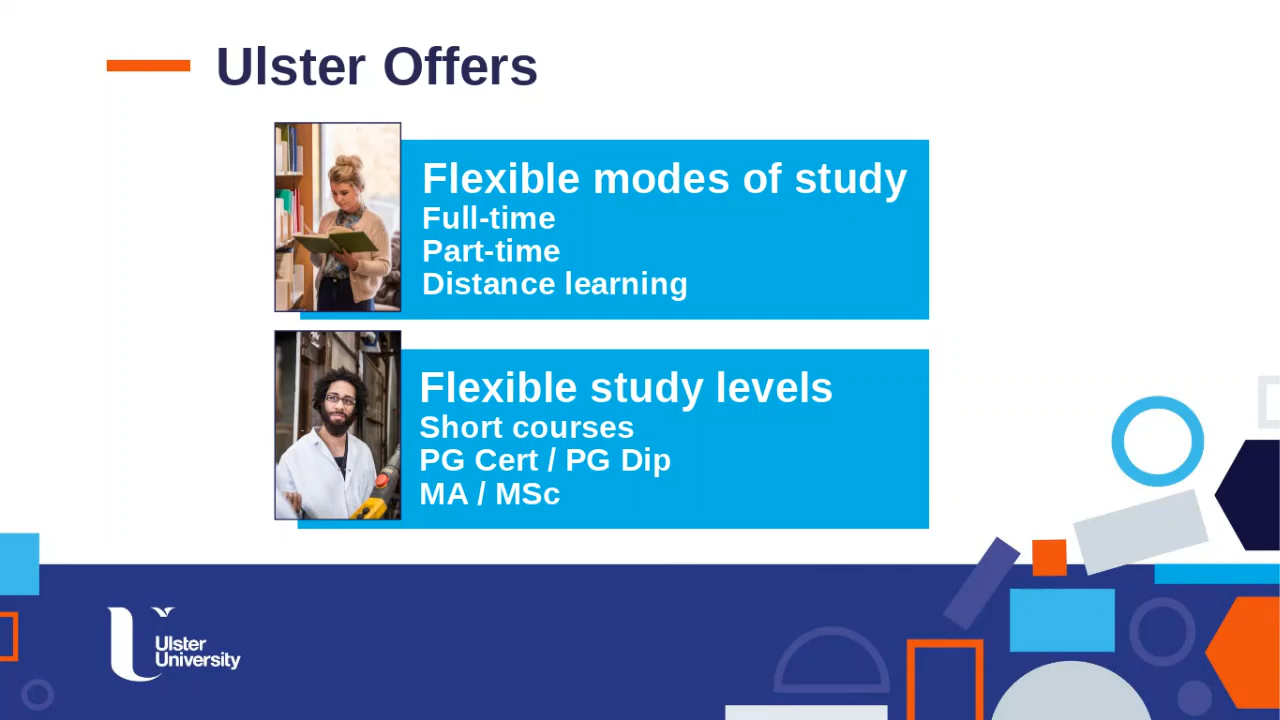 Ulster Offers
Flexible modes of study
Full-time
Part-time
Distance learning
Flexible study levels
Short courses
PG Cert / PG Dip
MA / MSc
Ulster
University